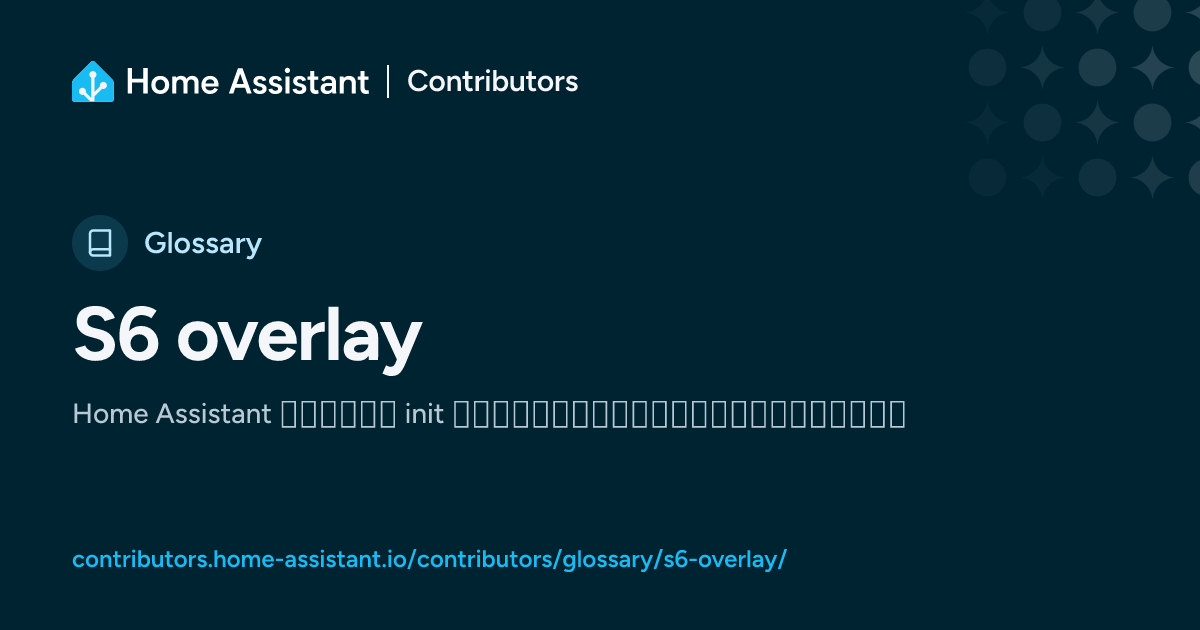 Home Assistant | Contributors
Glossary
S6 overlay
Home Assistant init
contributors.home-assistant.io/contributors/glossary/s6-overlay/